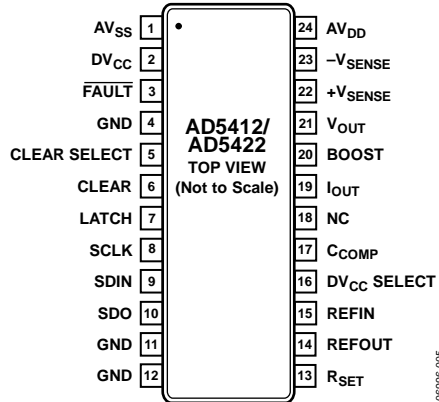 AVSS 1
DVCC 2
FAULT 3
GND 4
CLEAR SELECT 5
CLEAR 6
LATCH 7
SCLK 8
SDIN 9
SDO 10
GND 11
GND 12
AD5412/
AD5422
TOP VIEW
(Not to Scale)
24 AVDD
23 –VSENSE
22 +VSENSE
21 VOUT
20 BOOST
19 IOUT
18 NC
17 CCOMP
16 DVCC SELECT
15 REFIN
14 REFOUT
13 RSET